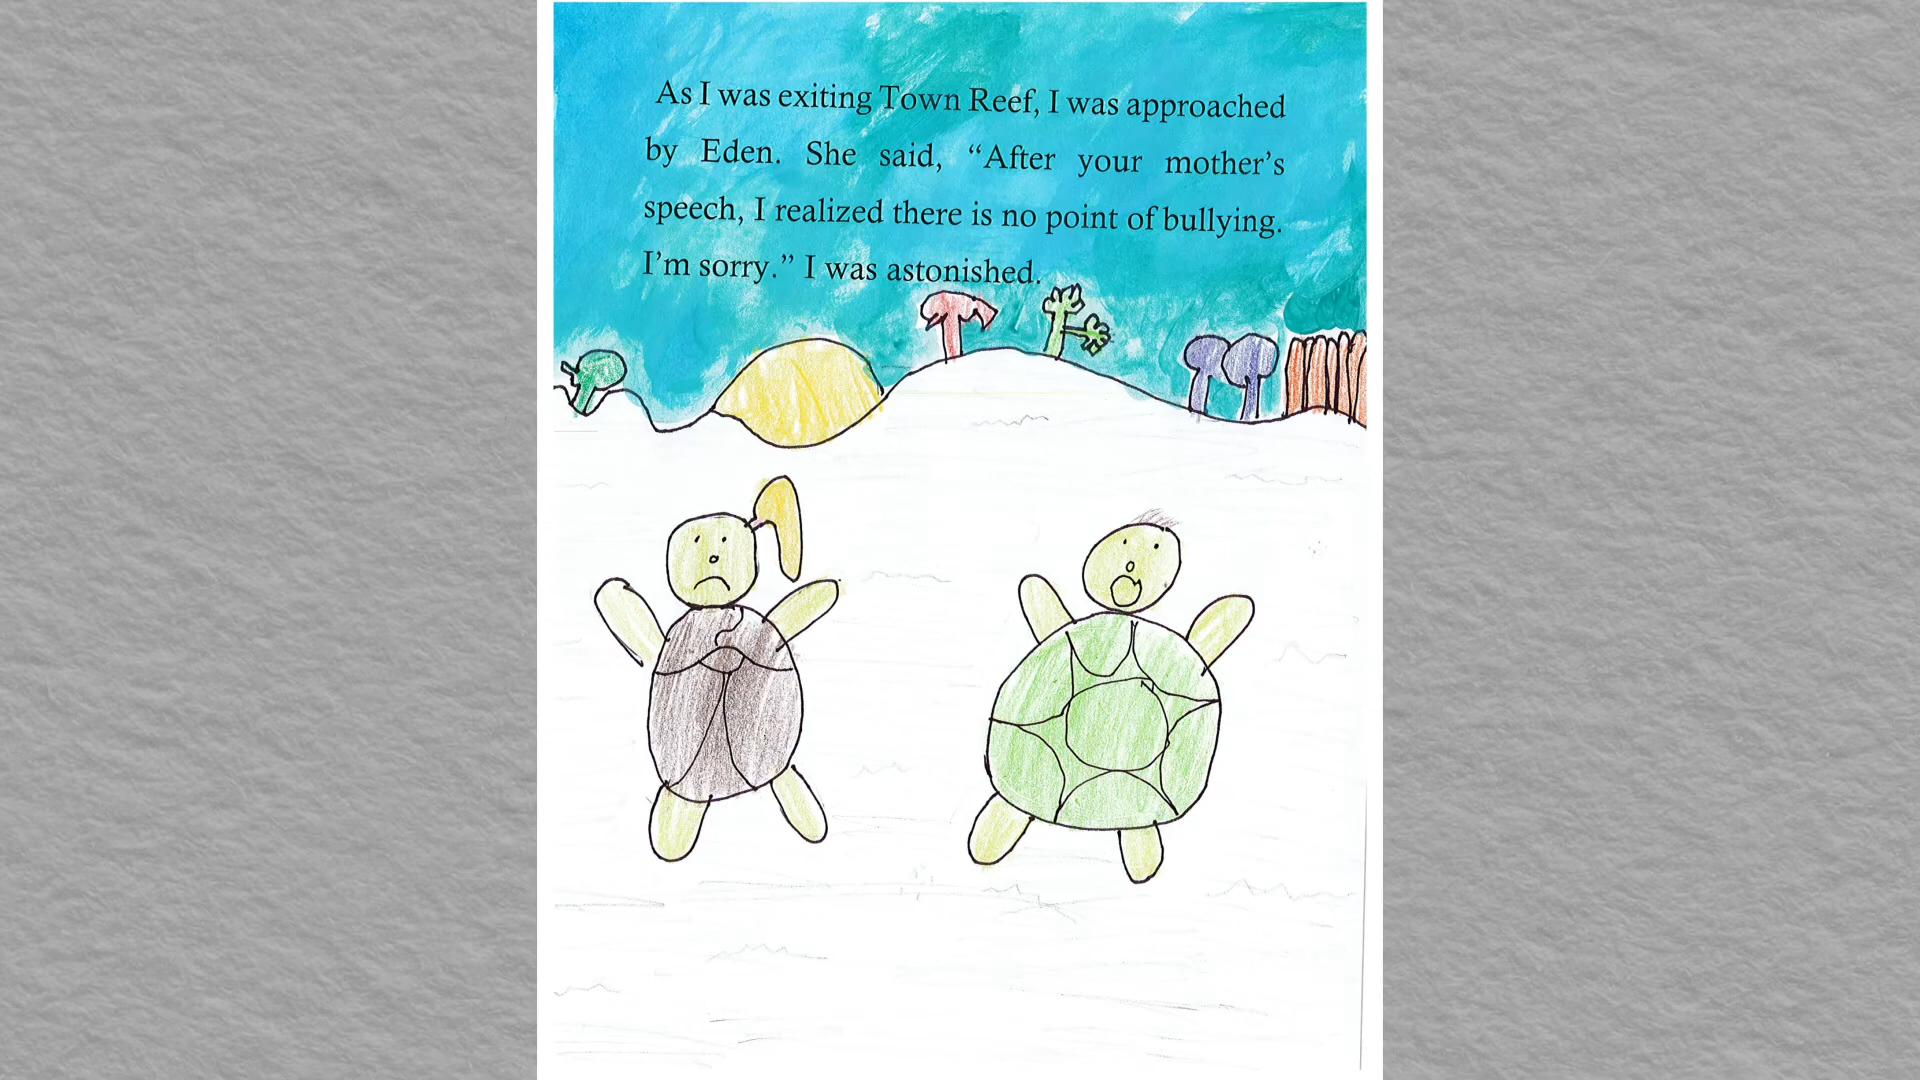 As I was exiting Town Reef, I was approached
by Eden. She said, “After your mother’s
speech, I realized there is no point of bullying.
I’m sorry.” I was astonished.